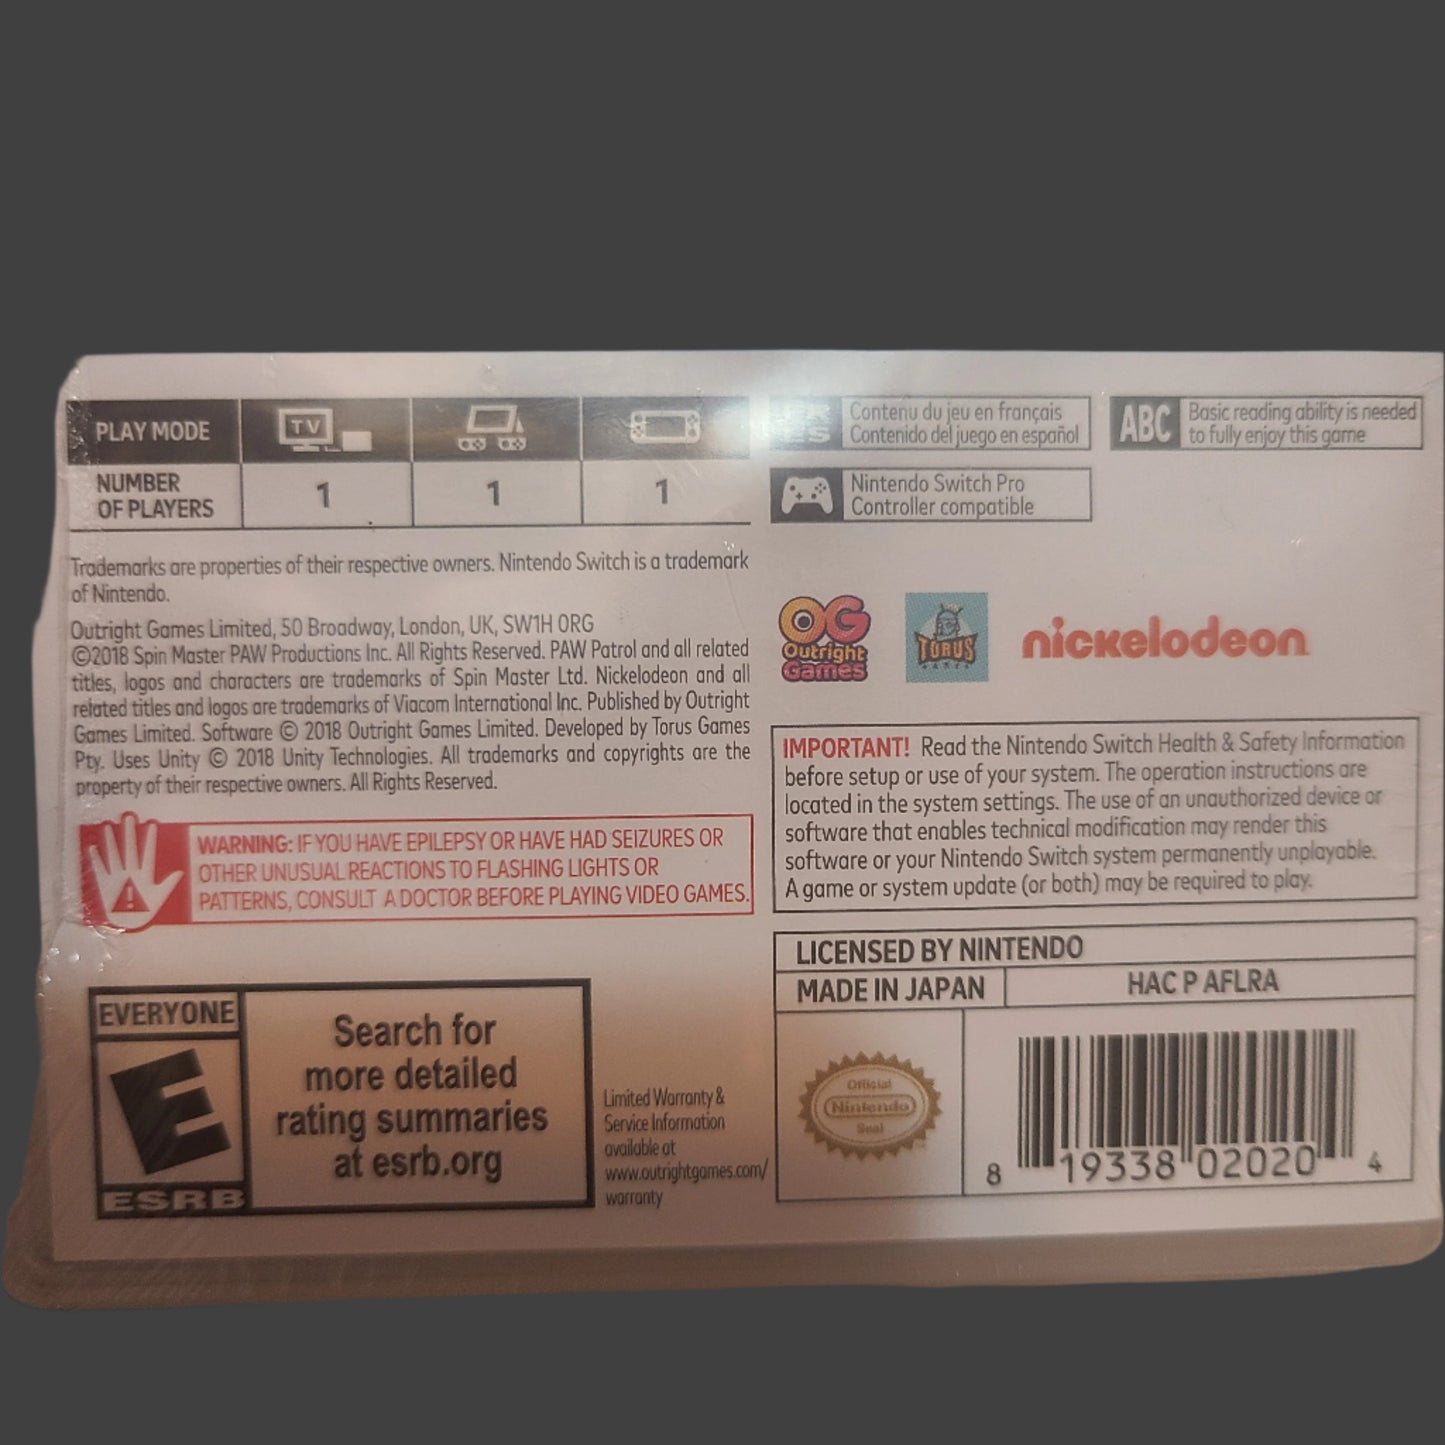 PLAY MODE
TV
NUMBER
OF PLAYERS
1
1
1
Trademarks are properties of their respective owners. Nintendo Switch is a trademark
of Nintendo.
Outright Games Limited, 50 Broadway, London, UK, SW1H 0RG
©2018 Spin Master PAW Productions Inc. All Rights Reserved. PAW Patrol and all related
titles, logos and characters are trademarks of Spin Master Ltd. Nickelodeon and all
related titles and logos are trademarks of Viacom International Inc. Published by Outright
Games Limited. Software © 2018 Outright Games Limited. Developed by Torus Games
Pty. Uses Unity © 2018 Unity Technologies. All trademarks and copyrights are the
property of their respective owners. All Rights Reserved.
WARNING: IF YOU HAVE EPILEPSY OR HAVE HAD SEIZURES OR
OTHER UNUSUAL REACTIONS TO FLASHING LIGHTS OR
PATTERNS, CONSULT A DOCTOR BEFORE PLAYING VIDEO GAMES.
EVERYONE
E
ESRB
Search for
more detailed
rating summaries
at esrb.org
Limited Warranty &
Service Information
available at
www.outrightgames.com/
warranty
FR
ES
Contenu du jeu en français
Contenido del juego en español
ABC
Basic reading ability is needed
to fully enjoy this game
Nintendo Switch Pro
Controller compatible
OG
Outright
Games
TORUS
GAMES
nickelodeon
IMPORTANT! Read the Nintendo Switch Health & Safety Information
before setup or use of your system. The operation instructions are
located in the system settings. The use of an unauthorized device or
software that enables technical modification may render this
software or your Nintendo Switch system permanently unplayable.
A game or system update (or both) may be required to play.
LICENSED BY NINTENDO
MADE IN JAPAN
HAC P AFLRA
Official
Nintendo
Seal
8 19338 02020 4